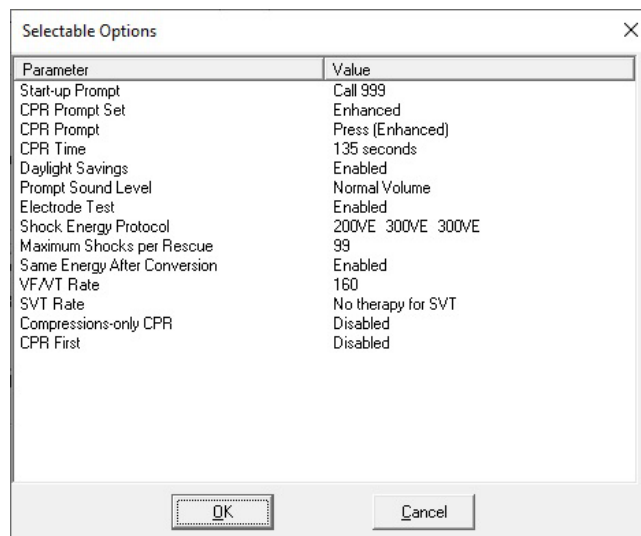 Selectable Options
Parameter Value
Start-up Prompt Call 999
CPR Prompt Set Enhanced
CPR Prompt Press (Enhanced)
CPR Time 135 seconds
Daylight Savings Enabled
Prompt Sound Level Normal Volume
Electrode Test Enabled
Shock Energy Protocol 200VE 300VE 300VE
Maximum Shocks per Rescue 99
Same Energy After Conversion Enabled
VF/VT Rate 160
SVT Rate No therapy for SVT
Compressions-only CPR Disabled
CPR First Disabled
OK Cancel